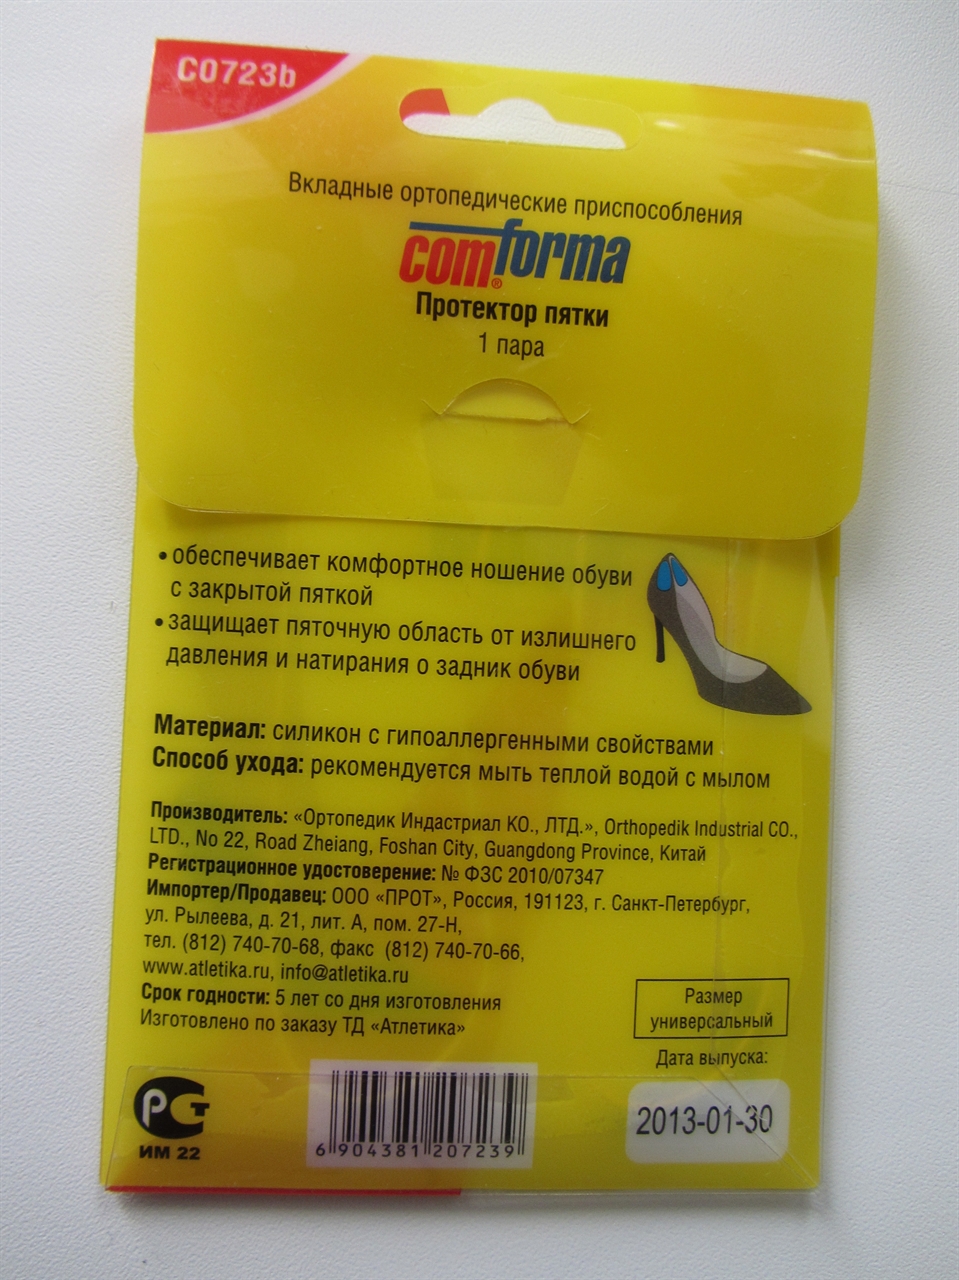 C0723b
Вкладные ортопедические приспособления
comforma®
Протектор пятки
1 пара
• обеспечивает комфортное ношение обуви
с закрытой пяткой
• защищает пяточную область от излишнего
давления и натирания о задник обуви
Материал: силикон с гипоаллергенными свойствами
Способ ухода: рекомендуется мыть теплой водой с мылом
Производитель: «Ортопедик Индастриал КО., ЛТД.», Orthopedik Industrial CO.,
LTD., No 22, Road Zheiang, Foshan City, Guangdong Province, Китай
Регистрационное удостоверение: № ФЗС 2010/07347
Импортер/Продавец: ООО «ПРОТ», Россия, 191123, г. Санкт-Петербург,
ул. Рылеева, д. 21, лит. А, пом. 27-Н,
тел. (812) 740-70-68, факс (812) 740-70-66,
www.atletika.ru, info@atletika.ru
Срок годности: 5 лет со дня изготовления
Изготовлено по заказу ТД «Атлетика»
Размер
универсальный
Дата выпуска:
2013-01-30
РСТ
ИМ 22
6 904381 207239